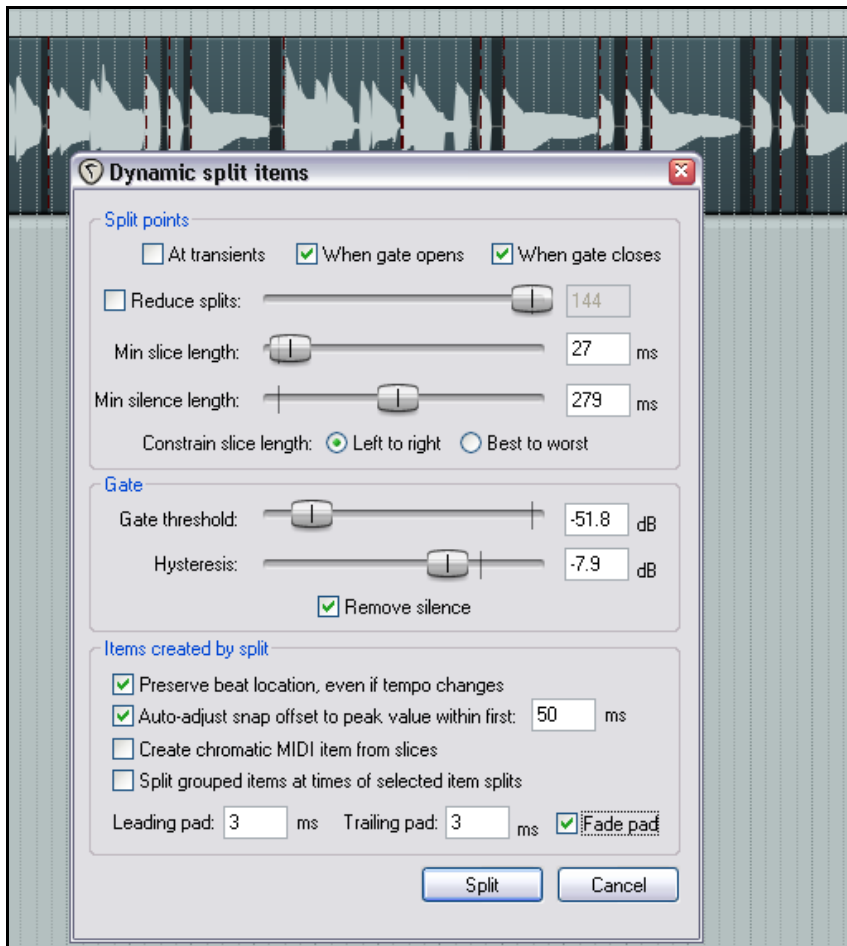 Dynamic split items
Split points
At transients When gate opens When gate closes
Reduce splits: 144
Min slice length: 27 ms
Min silence length: 279 ms
Constrain slice length: Left to right Best to worst
Gate
Gate threshold: -51.8 dB
Hysteresis: -7.9 dB
Remove silence
Items created by split
Preserve beat location, even if tempo changes
Auto-adjust snap offset to peak value within first: 50 ms
Create chromatic MIDI item from slices
Split grouped items at times of selected item splits
Leading pad: 3 ms Trailing pad: 3 ms Fade pad
Split Cancel